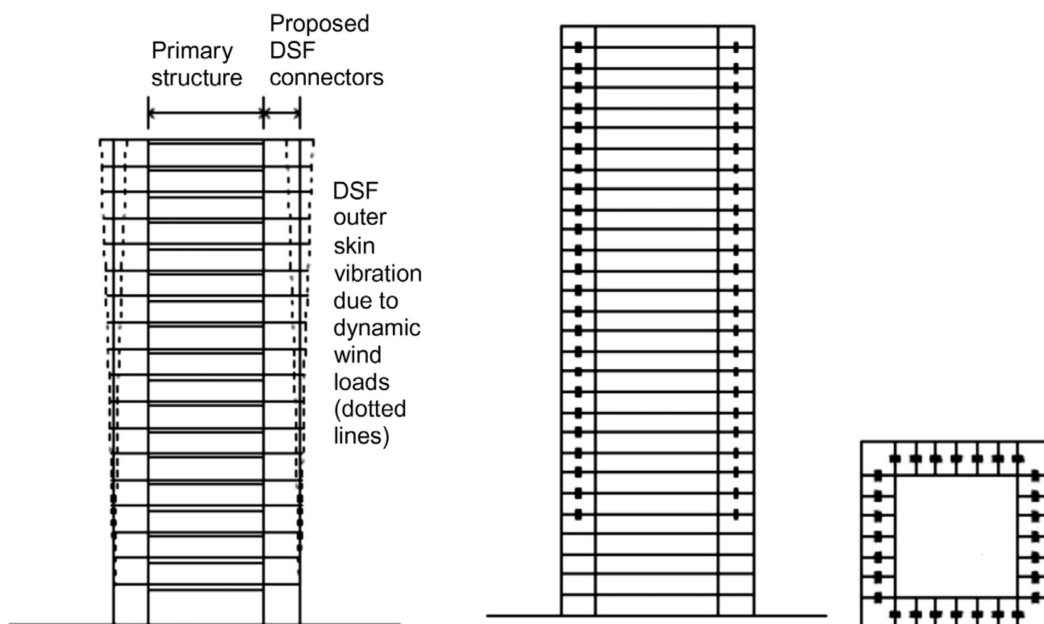 Primary
structure
Proposed
DSF
connectors
DSF
outer
skin
vibration
due to
dynamic
wind
loads
(dotted
lines)